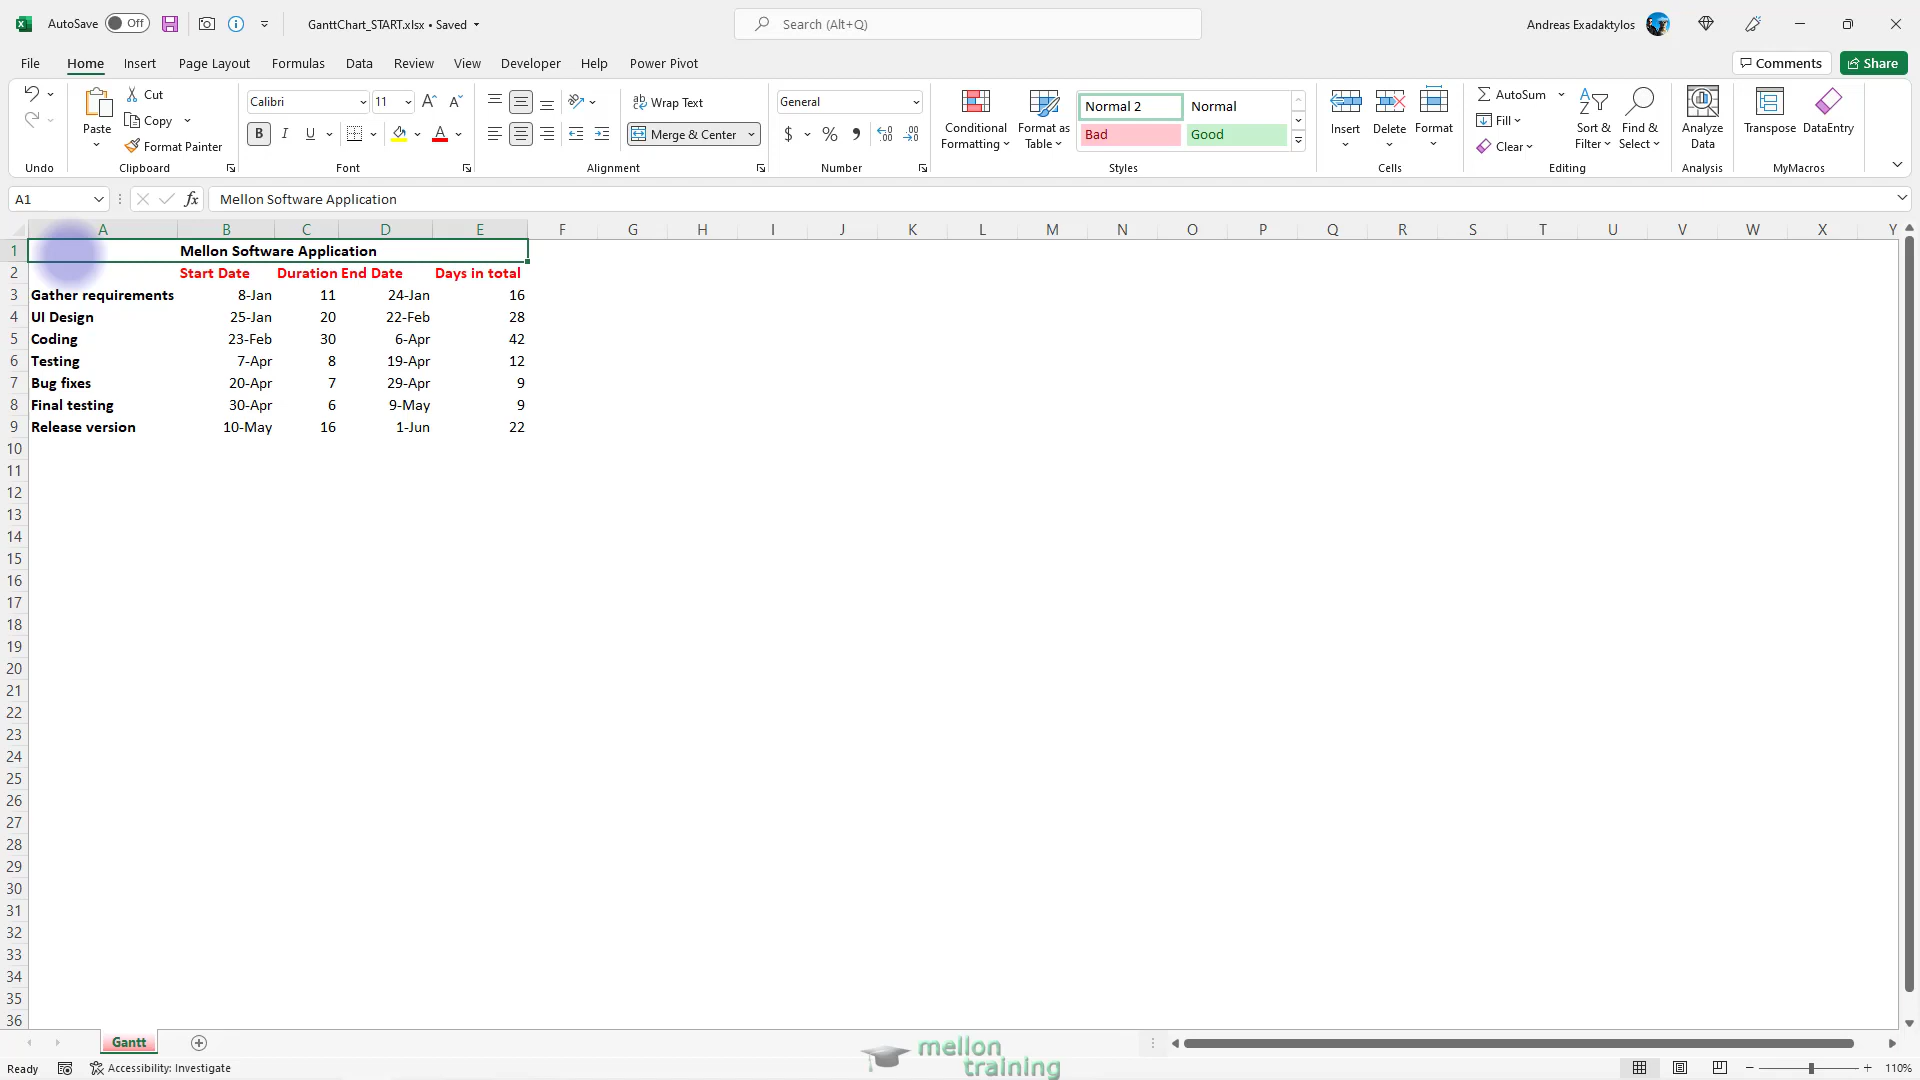 AutoSave Off GanttChart_START.xlsx • Saved Search (Alt+Q) Andreas Exadaktylos
File Home Insert Page Layout Formulas Data Review View Developer Help Power Pivot Comments Share
Cut
Copy
Format Painter
Paste
Undo
Clipboard
Calibri 11
B I U
Font
Wrap Text
Merge & Center
Alignment
General
$ % ,
Number
Conditional Formatting
Format as Table
Normal 2 Normal
Bad Good
Styles
Insert Delete Format
Cells
AutoSum
Fill
Clear
Sort & Filter
Find & Select
Editing
Analyze Data
Analysis
Transpose DataEntry
MyMacros
A1 fx Mellon Software Application
A B C D E F G H I J K L M N O P Q R S T U V W X Y
1 Mellon Software Application
2 Start Date Duration End Date Days in total
3 Gather requirements 8-Jan 11 24-Jan 16
4 UI Design 25-Jan 20 22-Feb 28
5 Coding 23-Feb 30 6-Apr 42
6 Testing 7-Apr 8 19-Apr 12
7 Bug fixes 20-Apr 7 29-Apr 9
8 Final testing 30-Apr 6 9-May 9
9 Release version 10-May 16 1-Jun 22
10
11
12
13
14
15
16
17
18
19
20
21
22
23
24
25
26
27
28
29
30
31
32
33
34
35
36
Gantt
mellon
training
Ready Accessibility: Investigate 110%